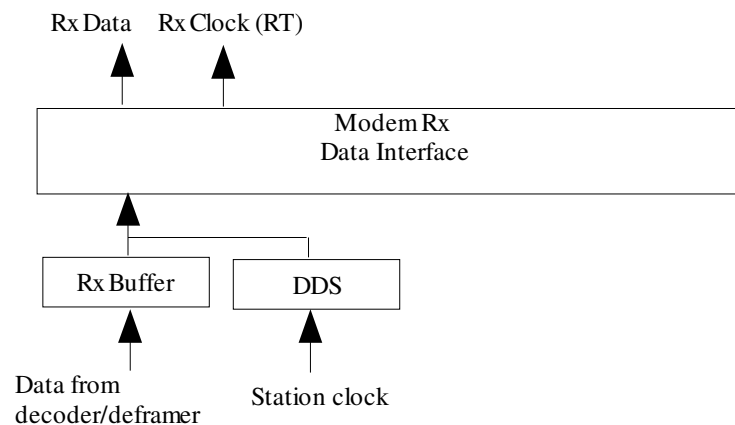 Rx Data
Rx Clock (RT)
Modem Rx
Data Interface
Rx Buffer
DDS
Data from
decoder/deframer
Station clock